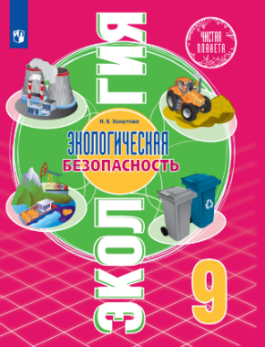 ЧИСТАЯ
ПЛАНЕТА
ЭКОЛОГИЯ
И. В. Хомутова
ЭКОЛОГИЧЕСКАЯ
БЕЗОПАСНОСТЬ
9